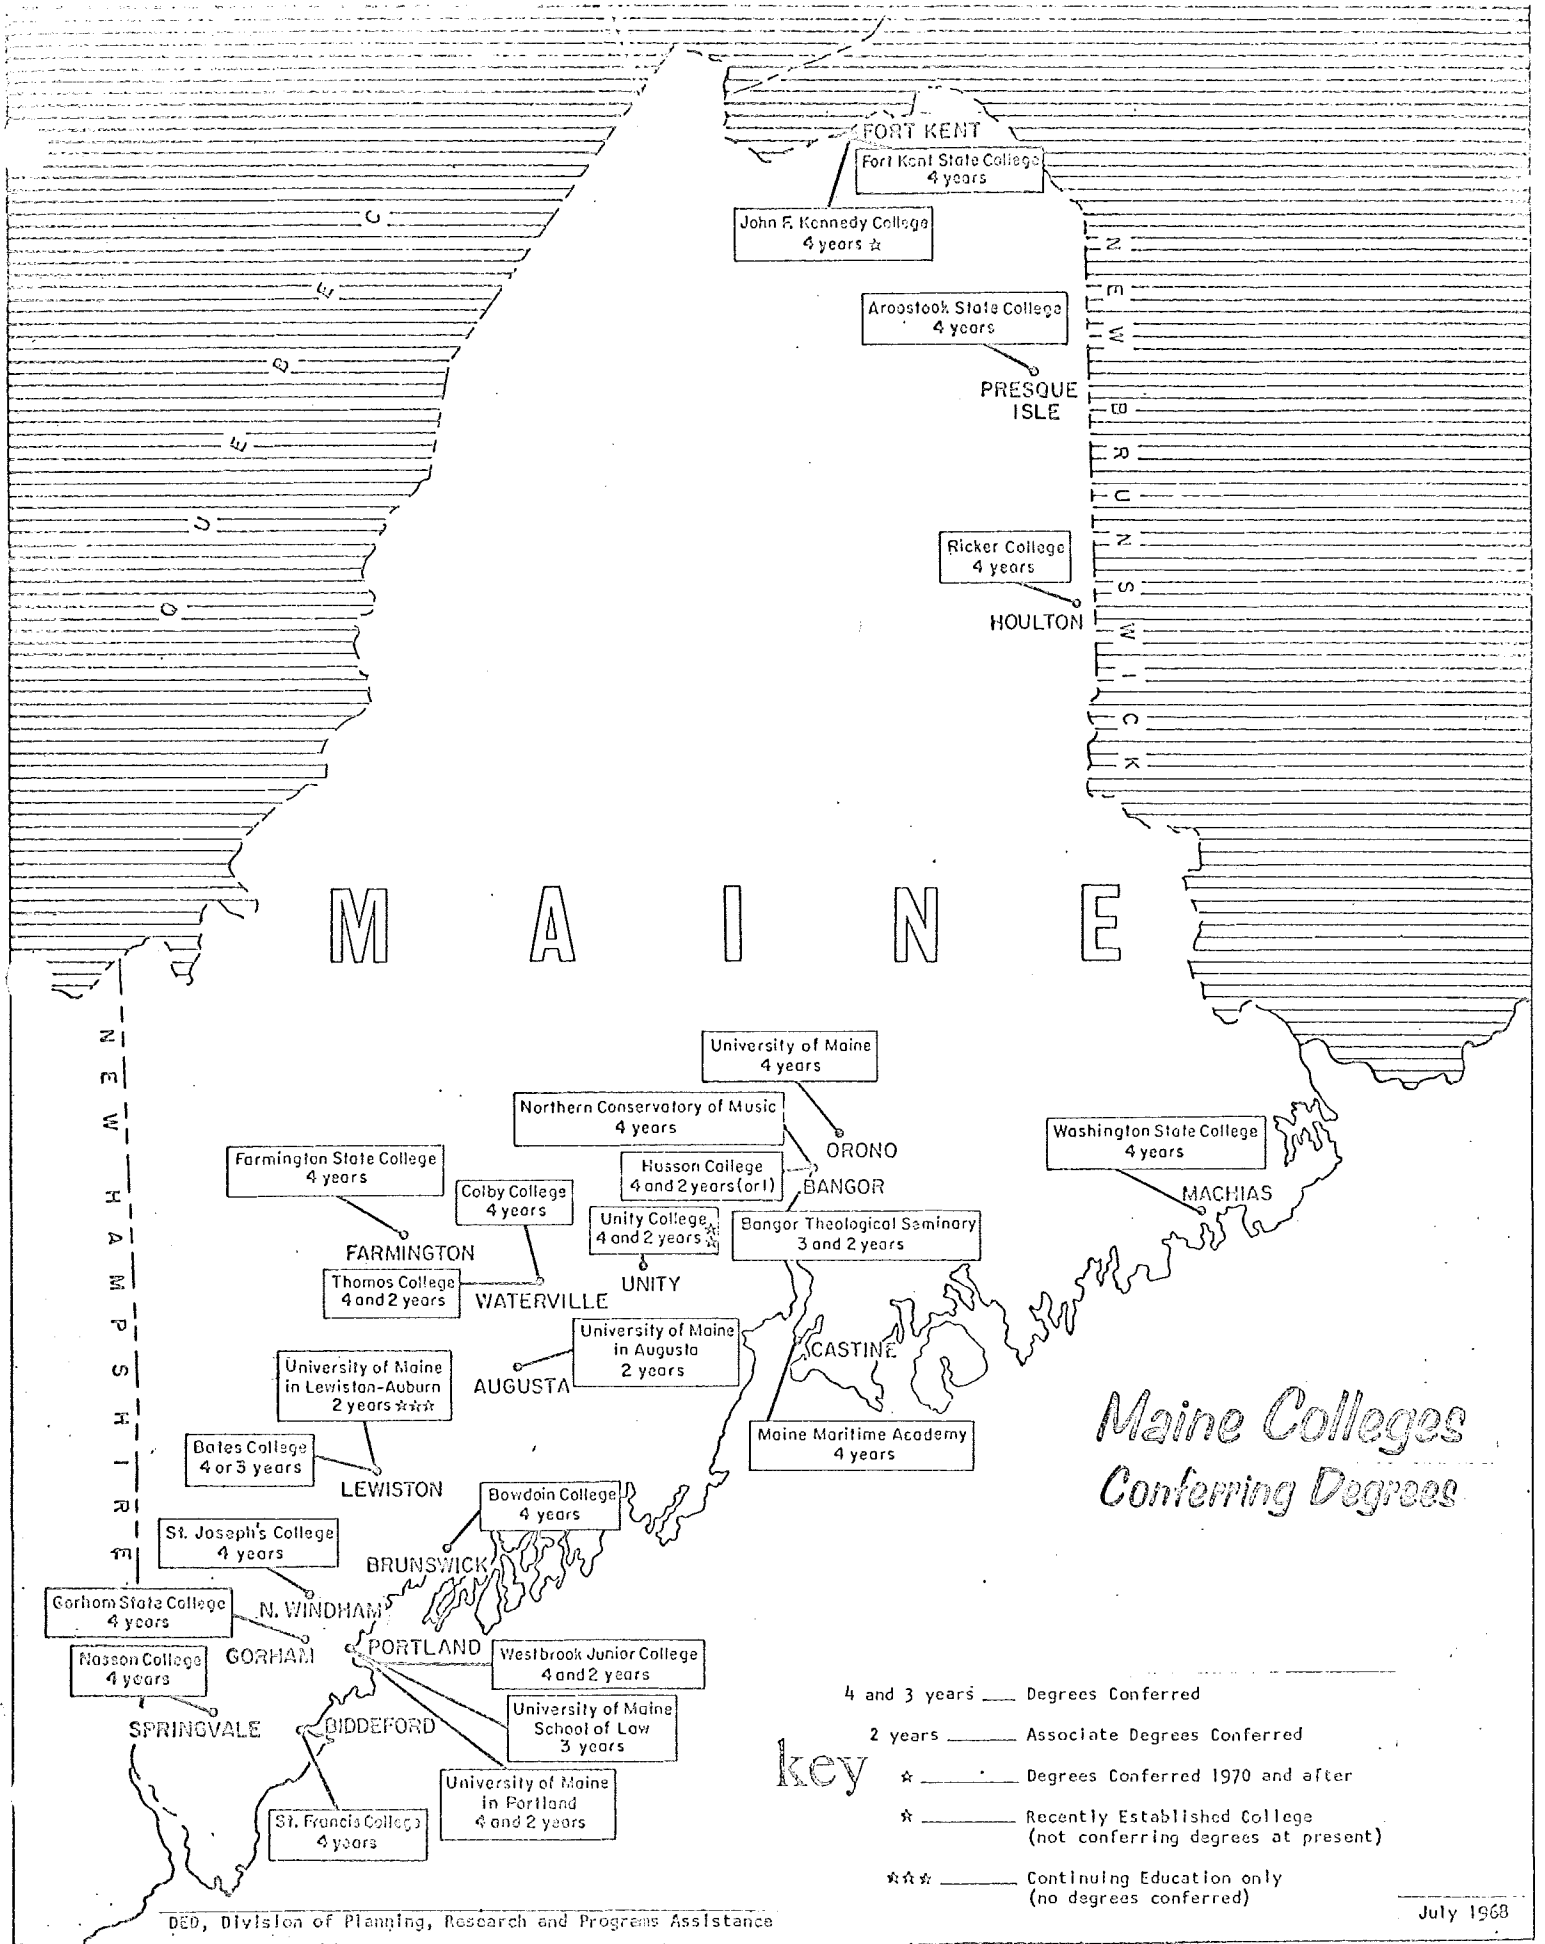 FORT KENT
Fort Kent State College
4 years
John F. Kennedy College
4 years ☆
Aroostook State College
4 years
PRESQUE
ISLE
QUEBEC
NEW BRUNSWICK
Ricker College
4 years
HOULTON
MAINE
NEW HAMPSHIRE
University of Maine
4 years
ORONO
Northern Conservatory of Music
4 years
Husson College
4 and 2 years (or 1)
BANGOR
Bangor Theological Seminary
3 and 2 years
Washington State College
4 years
MACHIAS
Farmington State College
4 years
FARMINGTON
Colby College
4 years
Thomas College
4 and 2 years
WATERVILLE
Unity College
4 and 2 years ☆☆
UNITY
University of Maine
in Augusta
2 years
AUGUSTA
CASTINE
Maine Maritime Academy
4 years
University of Maine
in Lewiston-Auburn
2 years ☆☆☆
Bates College
4 or 3 years
LEWISTON
Maine Colleges
Conferring Degrees
Bowdoin College
4 years
BRUNSWICK
St. Joseph's College
4 years
N. WINDHAM
Gorham State College
4 years
GORHAM
PORTLAND
Westbrook Junior College
4 and 2 years
Nasson College
4 years
SPRINGVALE
University of Maine
School of Law
3 years
BIDDEFORD
University of Maine
in Portland
4 and 2 years
St. Francis College
4 years
key
4 and 3 years ___ Degrees Conferred
2 years ______ Associate Degrees Conferred
☆ ________ Degrees Conferred 1970 and after
☆ ________ Recently Established College
(not conferring degrees at present)
☆☆☆ ______ Continuing Education only
(no degrees conferred)
DED, Division of Planning, Research and Programs Assistance
July 1968